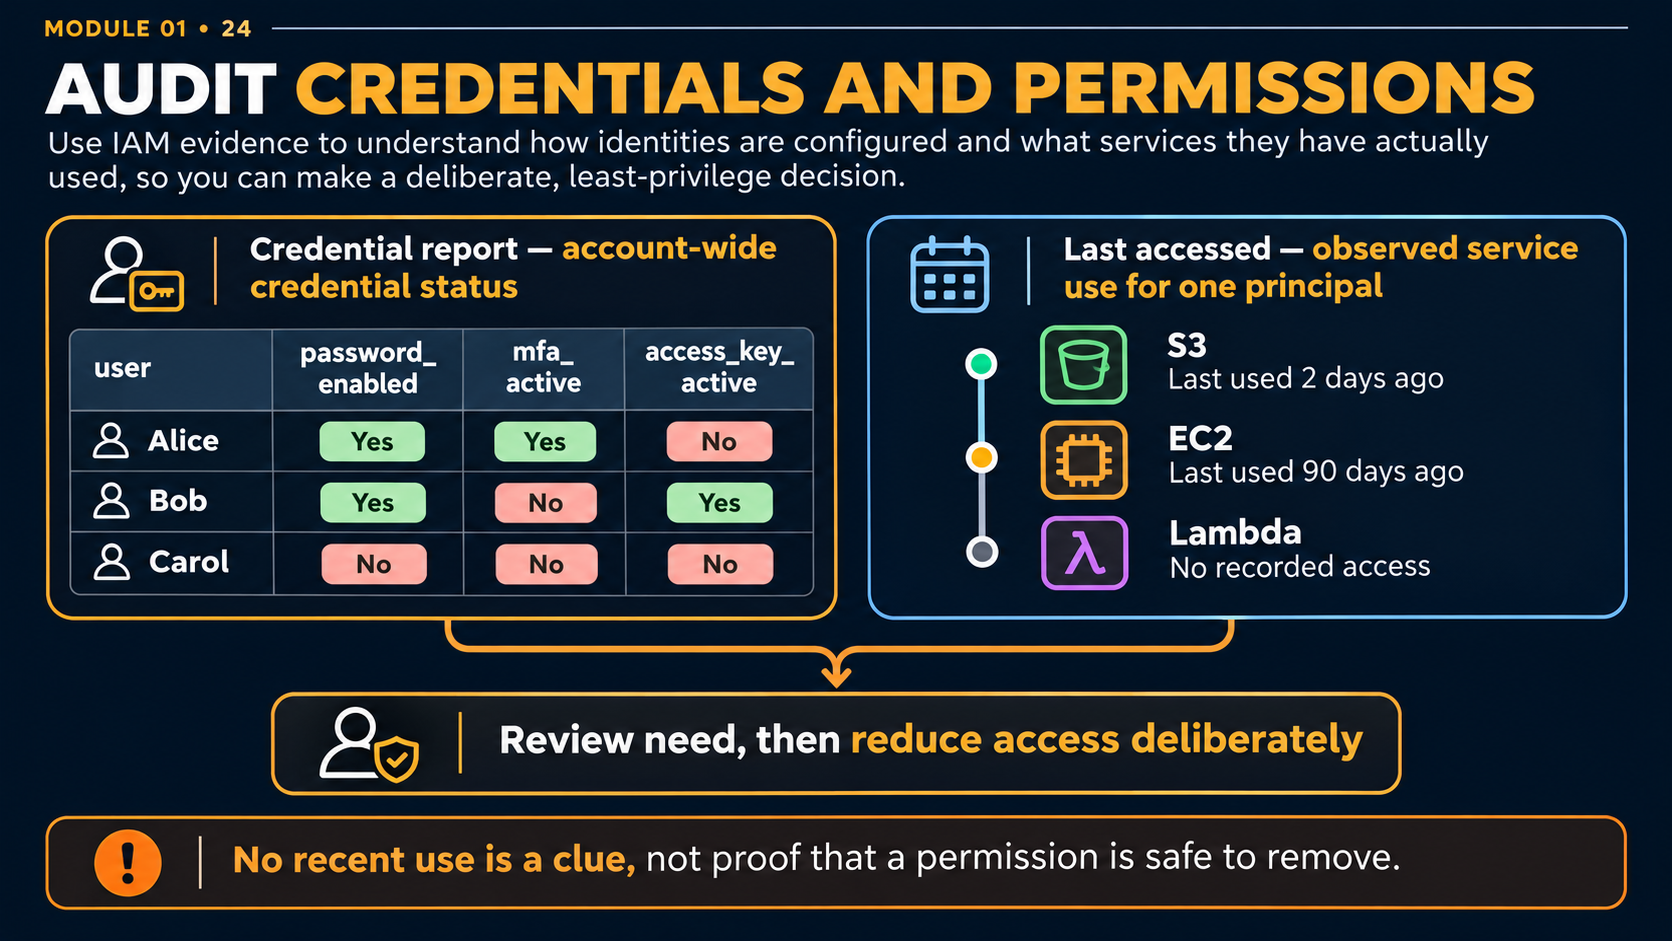 MODULE 01 • 24
AUDIT CREDENTIALS AND PERMISSIONS
Use IAM evidence to understand how identities are configured and what services they have actually
used, so you can make a deliberate, least-privilege decision.
Credential report — account-wide
credential status
user
password_
enabled
mfa_
active
access_key_
active
Alice
Yes
Yes
No
Bob
Yes
No
Yes
Carol
No
No
No
Last accessed — observed service
use for one principal
S3
Last used 2 days ago
EC2
Last used 90 days ago
λ
Lambda
No recorded access
Review need, then reduce access deliberately
!
No recent use is a clue, not proof that a permission is safe to remove.